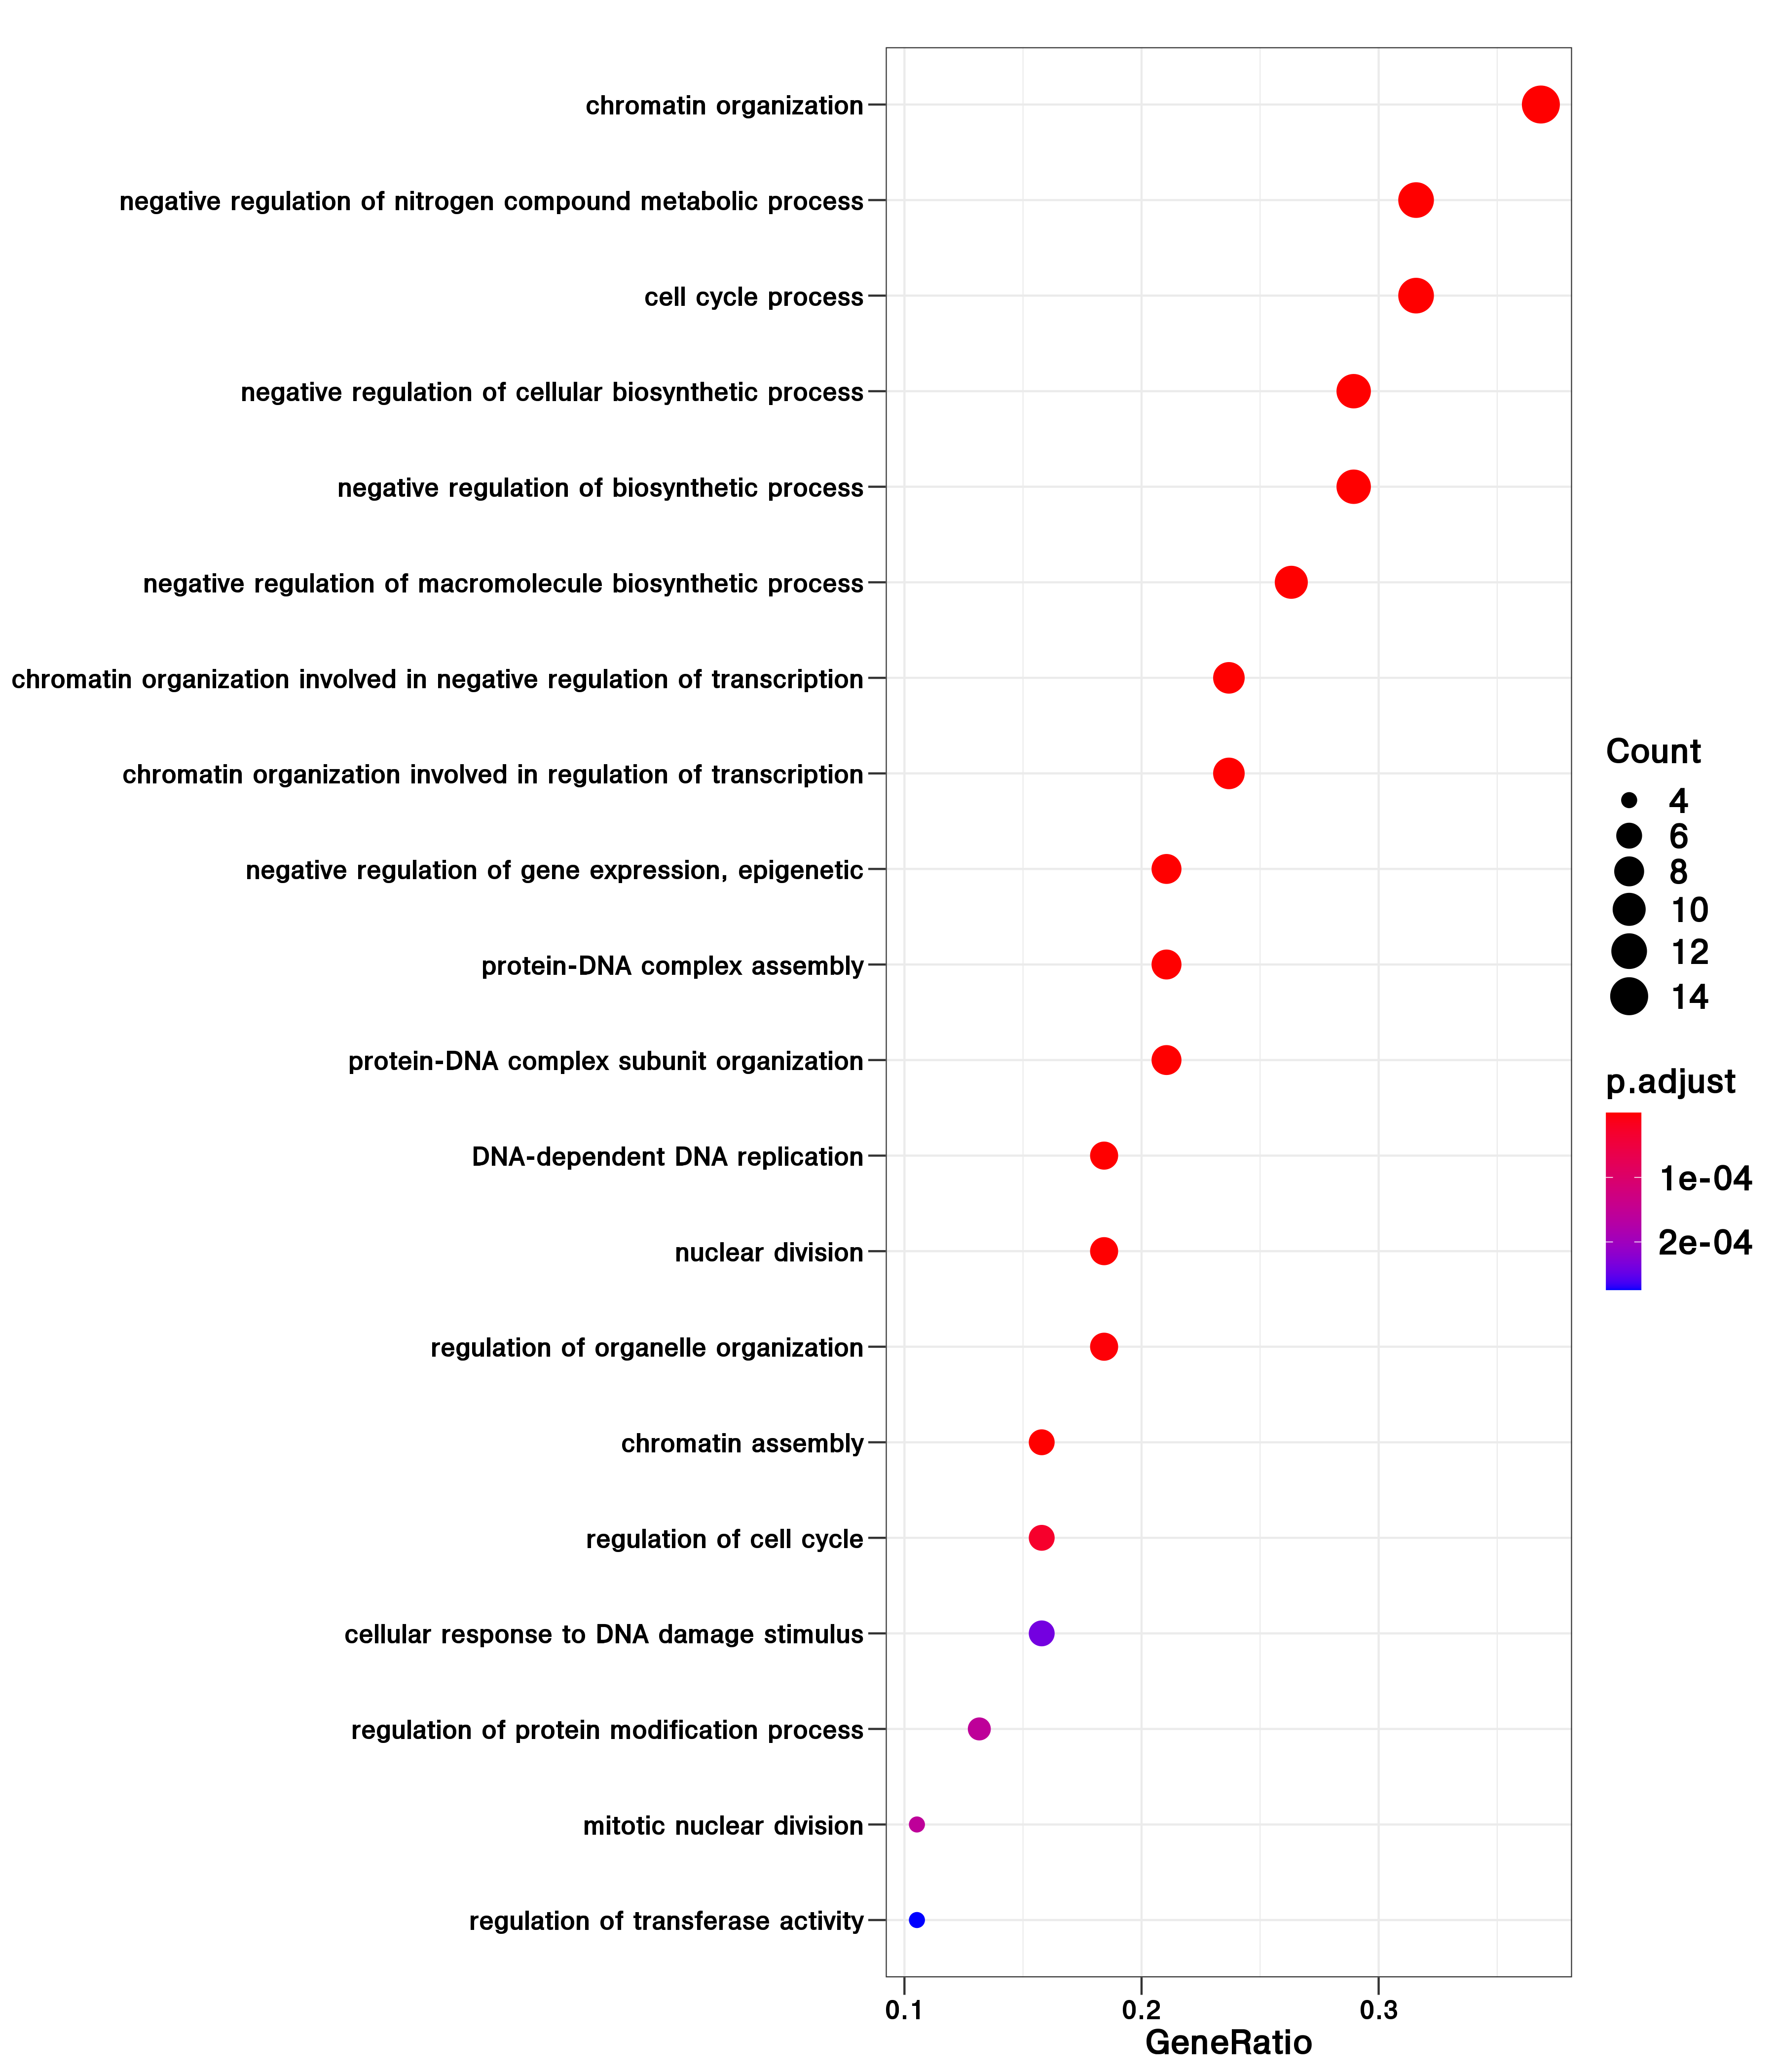 chromatin organization
negative regulation of nitrogen compound metabolic process
cell cycle process
negative regulation of cellular biosynthetic process
negative regulation of biosynthetic process
negative regulation of macromolecule biosynthetic process
chromatin organization involved in negative regulation of transcription
chromatin organization involved in regulation of transcription
negative regulation of gene expression, epigenetic
protein-DNA complex assembly
protein-DNA complex subunit organization
DNA-dependent DNA replication
nuclear division
regulation of organelle organization
chromatin assembly
regulation of cell cycle
cellular response to DNA damage stimulus
regulation of protein modification process
mitotic nuclear division
regulation of transferase activity
0.1 0.2 0.3
GeneRatio
Count
4
6
8
10
12
14
p.adjust
1e-04
2e-04